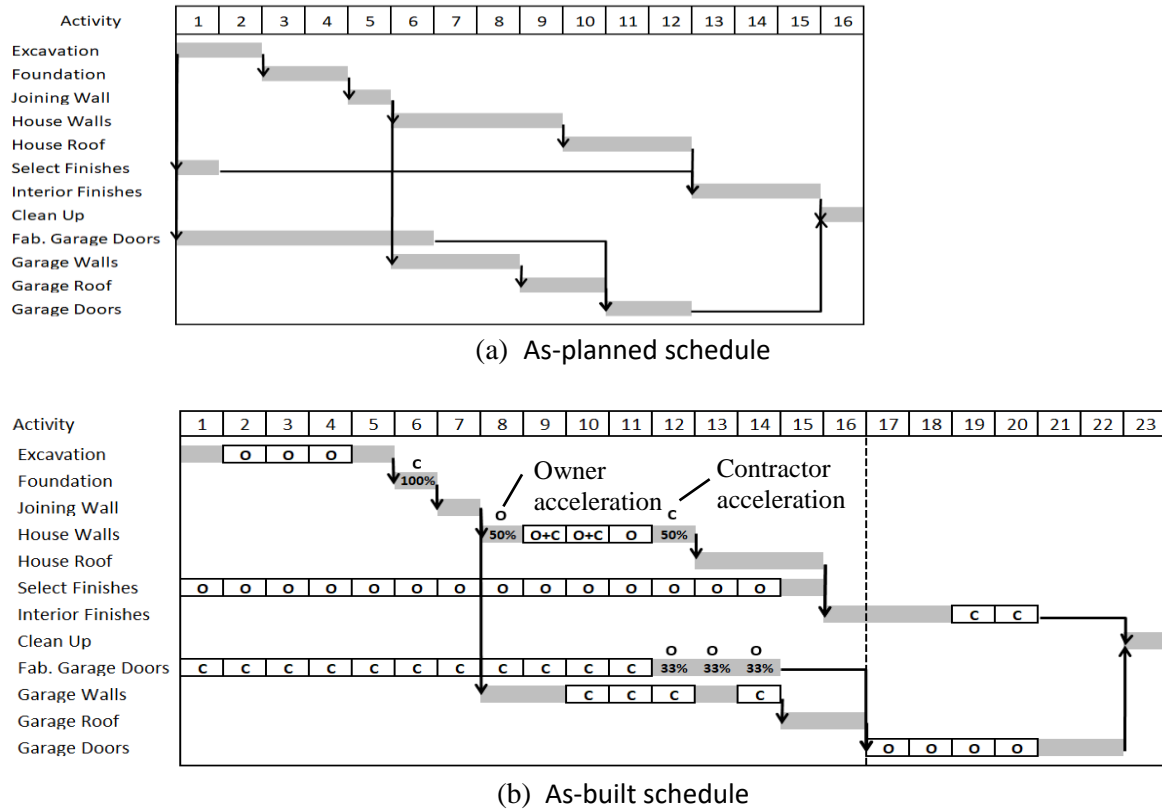 Activity 1 2 3 4 5 6 7 8 9 10 11 12 13 14 15 16
Excavation
Foundation
Joining Wall
House Walls
House Roof
Select Finishes
Interior Finishes
Clean Up
Fab. Garage Doors
Garage Walls
Garage Roof
Garage Doors
(a) As-planned schedule
Activity 1 2 3 4 5 6 7 8 9 10 11 12 13 14 15 16 17 18 19 20 21 22 23
Excavation O O O
C
Foundation 100%
Owner acceleration
Contractor acceleration
Joining Wall
O C
House Walls 50% O+C O+C O 50%
House Roof
Select Finishes O O O O O O O O O O O O O O
Interior Finishes C C
Clean Up
O O O
Fab. Garage Doors C C C C C C C C C C C 33% 33% 33%
Garage Walls C C C C
Garage Roof
Garage Doors O O O O
(b) As-built schedule